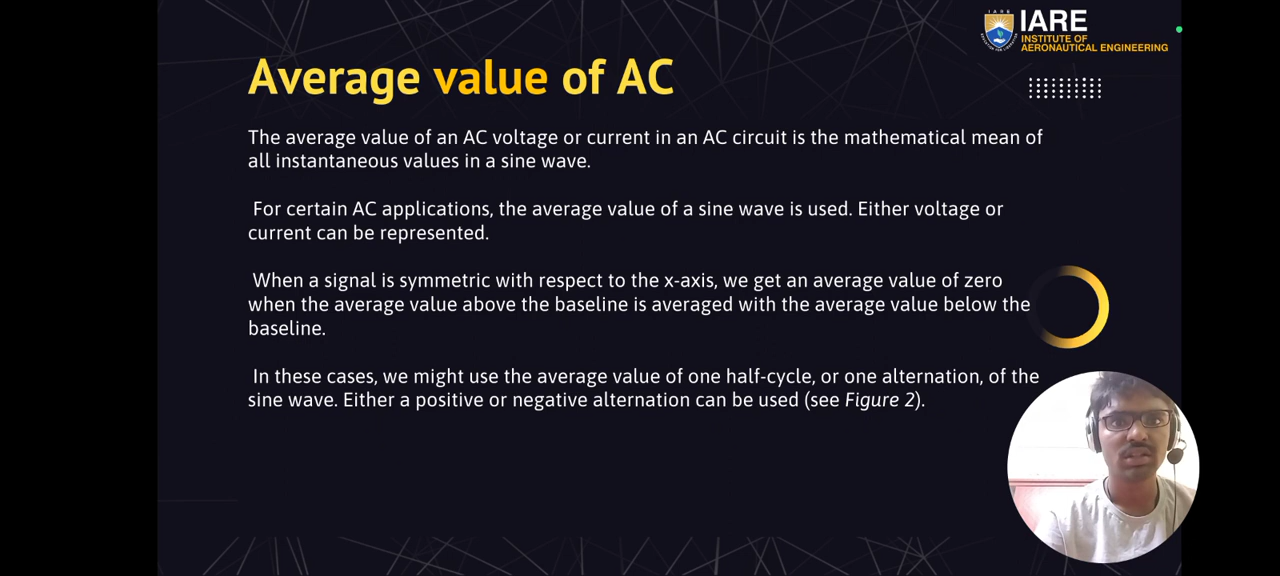 IARE
IARE
INSTITUTE OF
AERONAUTICAL ENGINEERING
Average value of AC
The average value of an AC voltage or current in an AC circuit is the mathematical mean of
all instantaneous values in a sine wave.
For certain AC applications, the average value of a sine wave is used. Either voltage or
current can be represented.
When a signal is symmetric with respect to the x-axis, we get an average value of zero
when the average value above the baseline is averaged with the average value below the
baseline.
In these cases, we might use the average value of one half-cycle, or one alternation, of the
sine wave. Either a positive or negative alternation can be used (see Figure 2).